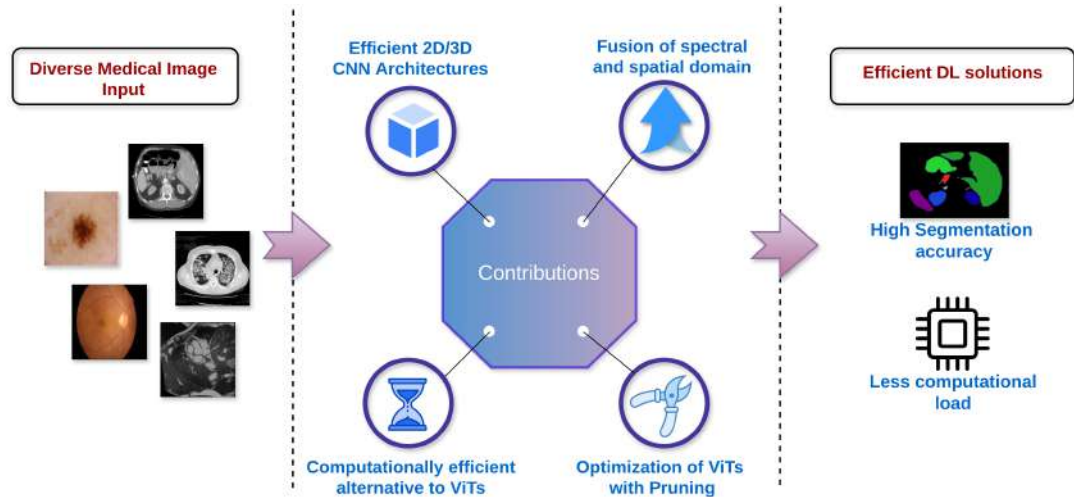 Diverse Medical Image
Input
Efficient 2D/3D
CNN Architectures
Fusion of spectral
and spatial domain
Contributions
Computationally efficient
alternative to ViTs
Optimization of ViTs
with Pruning
Efficient DL solutions
High Segmentation
accuracy
Less computational
load